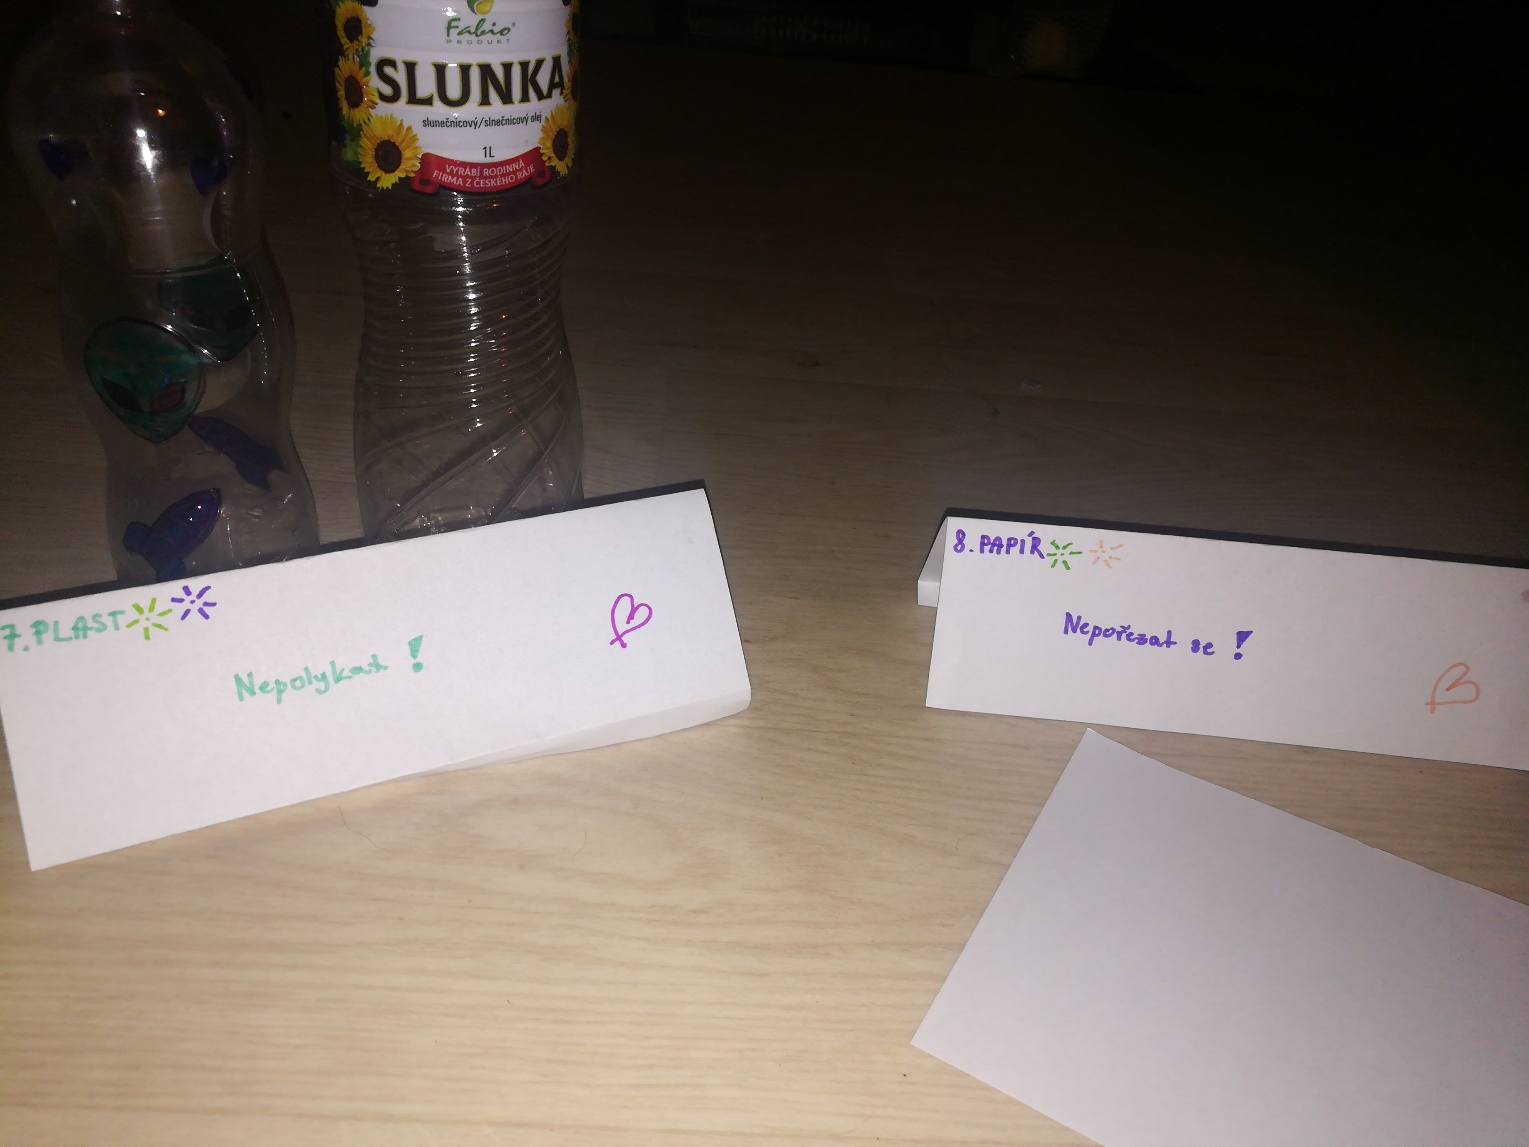 Fabio®
PRODUKT
SLUNKA
slunečnicový/slnečnicový olej
1L
VYRÁBÍ RODINNÁ
FIRMA Z ČESKÉHO RÁJE
7. PLAST
Nepolykat !
8. PAPÍR
Nepořezat se !